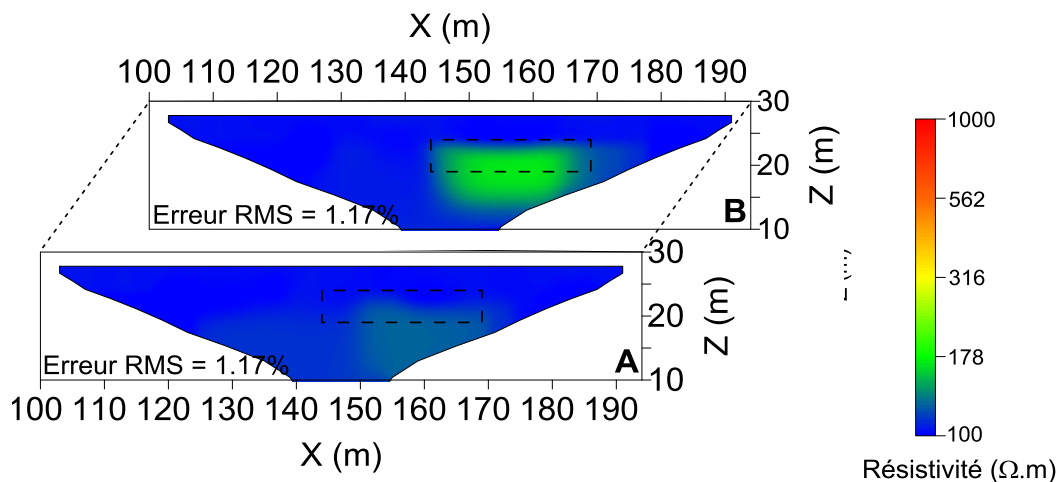 X (m)
100 110 120 130 140 150 160 170 180 190
30
20
10
Z (m)
Erreur RMS = 1.17%
B
30
20
10
Z (m)
Erreur RMS = 1.17%
A
100 110 120 130 140 150 160 170 180 190
X (m)
1000
562
316
178
100
Résistivité (Ω.m)